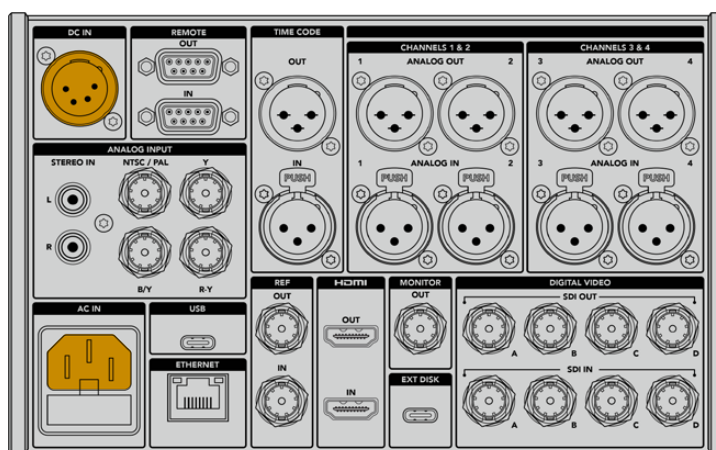 DC IN
REMOTE
OUT
IN
TIME CODE
OUT
IN
PUSH
CHANNELS 1 & 2
1 ANALOG OUT 2
1 ANALOG IN 2
PUSH PUSH
CHANNELS 3 & 4
3 ANALOG OUT 4
3 ANALOG IN 4
PUSH PUSH
ANALOG INPUT
STEREO IN NTSC / PAL Y
L
R
B/Y R-Y
AC IN
USB
ETHERNET
REF
OUT
IN
HDMI
OUT
IN
MONITOR
OUT
EXT DISK
DIGITAL VIDEO
SDI OUT
A B C D
SDI IN
A B C D